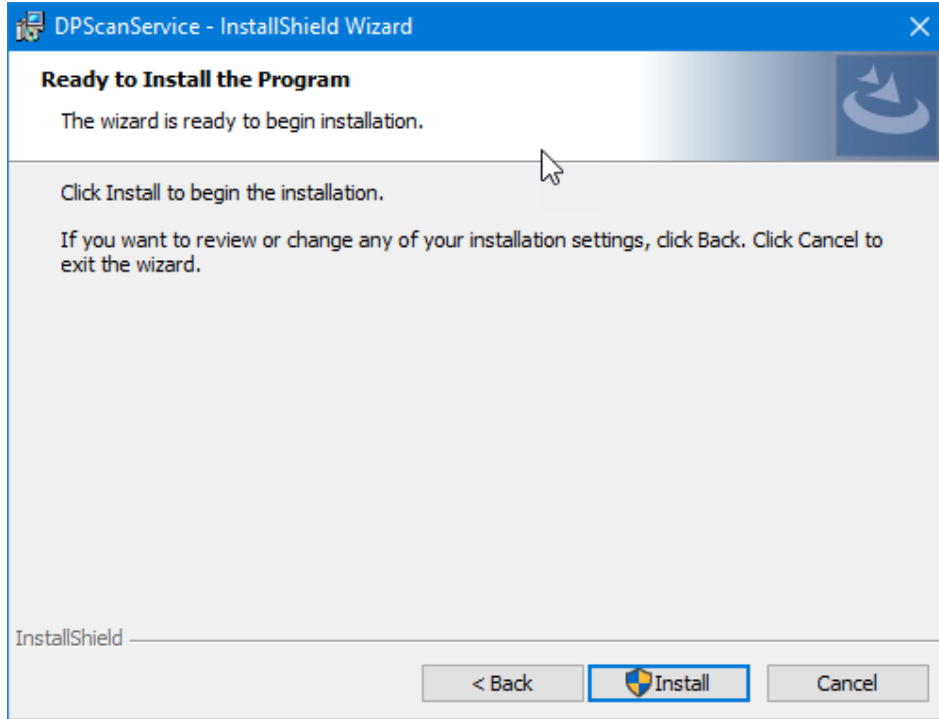 DPScanService - InstallShield Wizard
Ready to Install the Program
The wizard is ready to begin installation.
Click Install to begin the installation.
If you want to review or change any of your installation settings, click Back. Click Cancel to
exit the wizard.
InstallShield
< Back
Install
Cancel